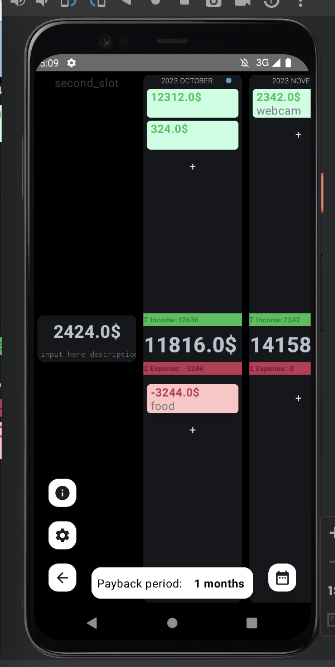 5:09
3G
second_slot
2424.0$
input here description
2023 OCTOBER
12312.0$
324.0$
+
Σ Income: 12636
11816.0$
Σ Expense: -3244
-3244.0$
food
+
2023 NOVE
2342.0$
webcam
+
Σ Income: 2342
14158
Σ Expense: 0
+
Payback period: 1 months